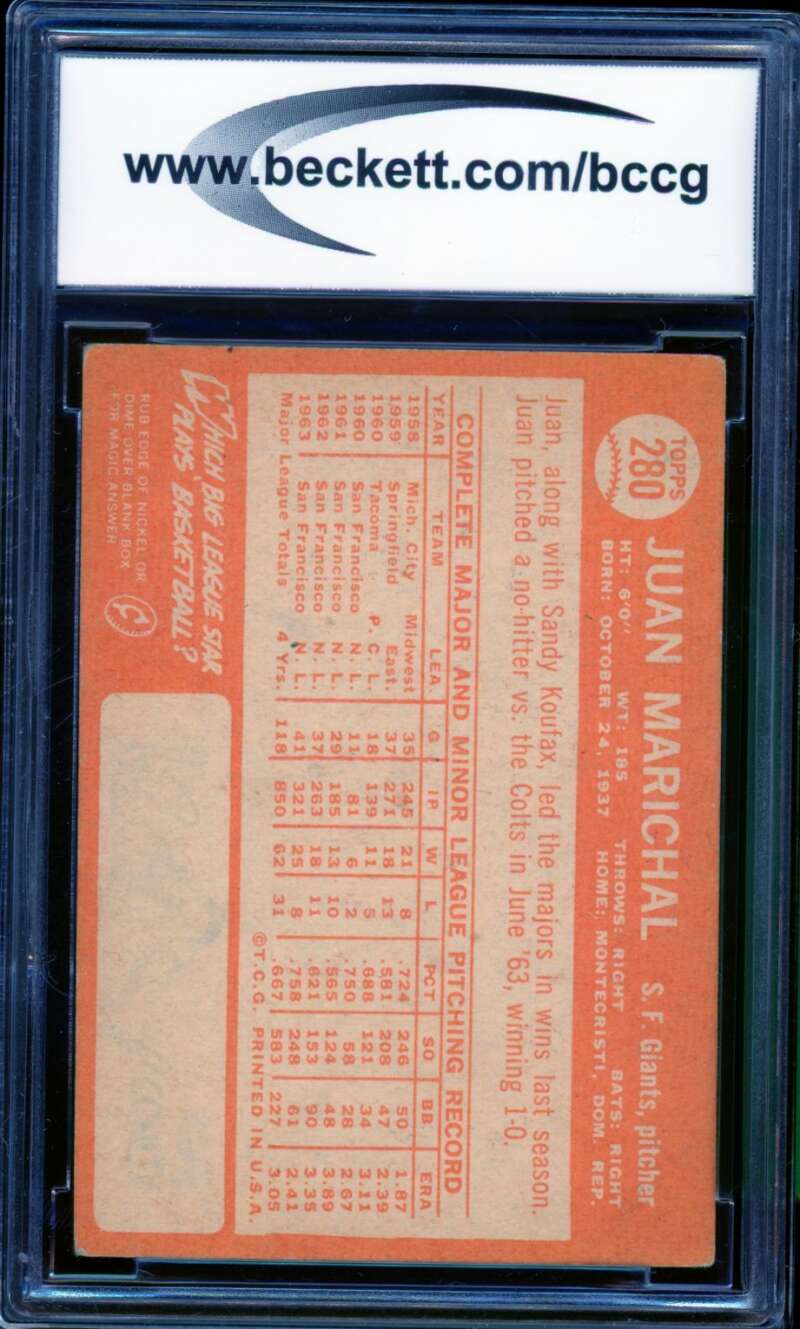 www.beckett.com/bccg
TOPPS
280
JUAN MARICHAL S. F. Giants, pitcher
HT: 6'0" WT: 185 THROWS: RIGHT BATS: RIGHT
BORN: OCTOBER 24, 1937 HOME: MONTECRISTI, DOM. REP.
Juan, along with Sandy Koufax, led the majors in wins last season.
Juan pitched a no-hitter vs. the Colts in June '63, winning 1-0.
COMPLETE MAJOR AND MINOR LEAGUE PITCHING RECORD
YEAR TEAM LEA. G IP W L PCT SO BB ERA
1958 Mich. City Midwest 35 245 21 8 .724 246 50 1.87
1959 Springfield East. 37 271 18 13 .581 208 47 2.39
1960 Tacoma P. C. L. 18 139 11 5 .688 121 34 3.11
1960 San Francisco N. L. 11 81 6 2 .750 58 28 2.67
1961 San Francisco N. L. 29 185 13 10 .565 124 48 3.89
1962 San Francisco N. L. 37 263 18 11 .621 153 90 3.35
1963 San Francisco N. L. 41 321 25 8 .758 248 61 2.41
Major League Totals 4 Yrs. 118 850 62 31 .667 583 227 3.05
©T.C.G. PRINTED IN U.S.A.
WHICH BIG LEAGUE STAR
PLAYS BASKETBALL?
RUB EDGE OF NICKEL OR
DIME OVER BLANK BOX
FOR MAGIC ANSWER